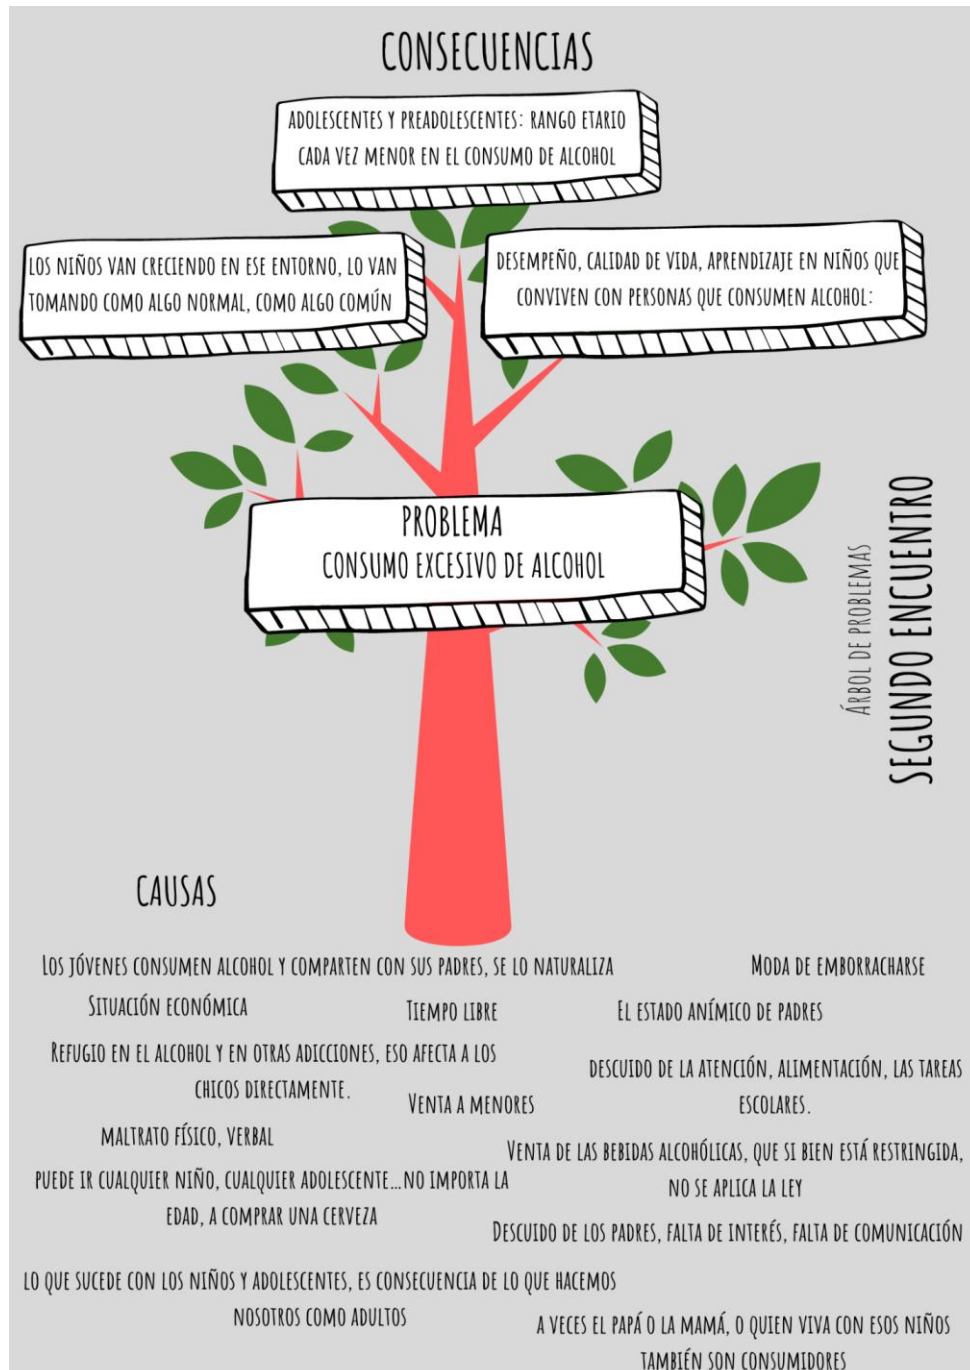 CONSECUENCIAS
ADOLESCENTES Y PREADOLESCENTES: RANGO ETARIO
CADA VEZ MENOR EN EL CONSUMO DE ALCOHOL
LOS NIÑOS VAN CRECIENDO EN ESE ENTORNO, LO VAN
TOMANDO COMO ALGO NORMAL, COMO ALGO COMÚN
DESEMPEÑO, CALIDAD DE VIDA, APRENDIZAJE EN NIÑOS QUE
CONVIVEN CON PERSONAS QUE CONSUMEN ALCOHOL:
PROBLEMA
CONSUMO EXCESIVO DE ALCOHOL
ÁRBOL DE PROBLEMAS
SEGUNDO ENCUENTRO
CAUSAS
LOS JÓVENES CONSUMEN ALCOHOL Y COMPARTEN CON SUS PADRES, SE LO NATURALIZA
MODA DE EMBORRACHARSE
SITUACIÓN ECONÓMICA
TIEMPO LIBRE
EL ESTADO ANÍMICO DE PADRES
REFUGIO EN EL ALCOHOL Y EN OTRAS ADICCIONES, ESO AFECTA A LOS
CHICOS DIRECTAMENTE.
DESCUIDO DE LA ATENCIÓN, ALIMENTACIÓN, LAS TAREAS
ESCOLARES.
VENTA A MENORES
MALTRATO FÍSICO, VERBAL
VENTA DE LAS BEBIDAS ALCOHÓLICAS, QUE SI BIEN ESTÁ RESTRINGIDA,
NO SE APLICA LA LEY
PUEDE IR CUALQUIER NIÑO, CUALQUIER ADOLESCENTE...NO IMPORTA LA
EDAD, A COMPRAR UNA CERVEZA
DESCUIDO DE LOS PADRES, FALTA DE INTERÉS, FALTA DE COMUNICACIÓN
LO QUE SUCEDE CON LOS NIÑOS Y ADOLESCENTES, ES CONSECUENCIA DE LO QUE HACEMOS
NOSOTROS COMO ADULTOS
A VECES EL PAPÁ O LA MAMÁ, O QUIEN VIVA CON ESOS NIÑOS
TAMBIÉN SON CONSUMIDORES